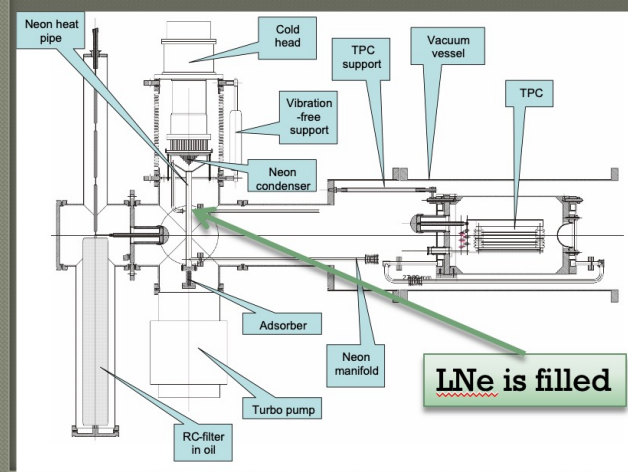 Neon heat
pipe
Cold
head
TPC
support
Vacuum
vessel
TPC
Vibration
-free
support
Neon
condenser
Adsorber
Neon
manifold
Turbo pump
RC-filter
in oil
LNe is filled